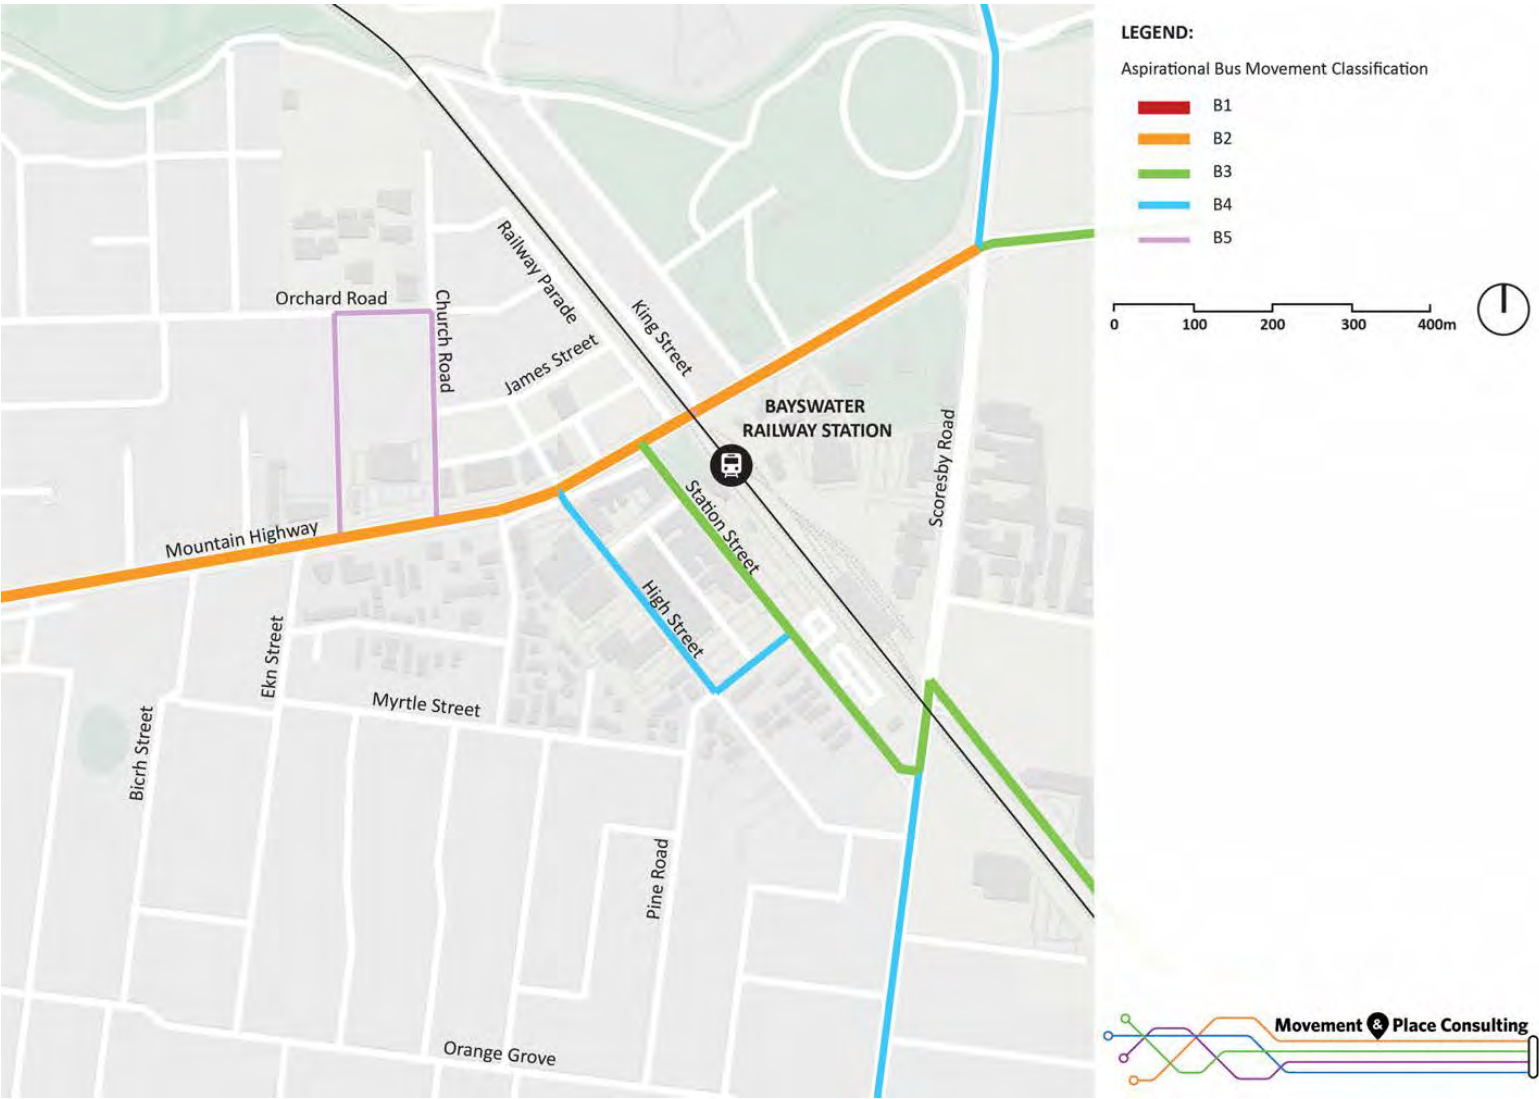 LEGEND:
Aspirational Bus Movement Classification
B1
B2
B3
B4
B5
0 100 200 300 400m
Railway Parade
King Street
Orchard Road
Church Road
James Street
BAYSWATER
RAILWAY STATION
Scoresby Road
Station Street
Mountain Highway
High Street
Ekn Street
Myrtle Street
Bicrh Street
Pine Road
Orange Grove
Movement & Place Consulting